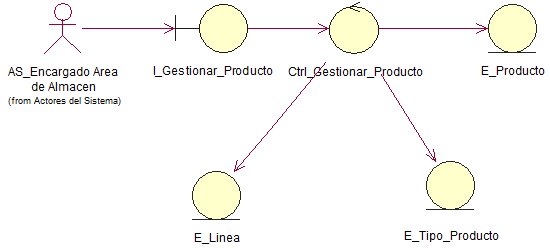 AS_Encargado Area
de Almacen
(from Actores del Sistema)
I_Gestionar_Producto
Ctrl_Gestionar_Producto
E_Producto
E_Linea
E_Tipo_Producto